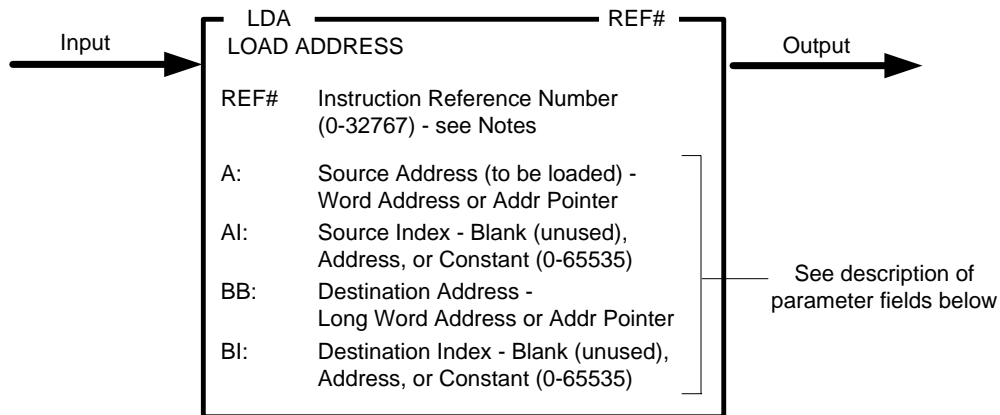 LDA REF#
Input
LOAD ADDRESS
Output
REF# Instruction Reference Number
(0-32767) - see Notes
A: Source Address (to be loaded) -
Word Address or Addr Pointer
AI: Source Index - Blank (unused),
Address, or Constant (0-65535)
BB: Destination Address -
Long Word Address or Addr Pointer
BI: Destination Index - Blank (unused),
Address, or Constant (0-65535)
See description of
parameter fields below